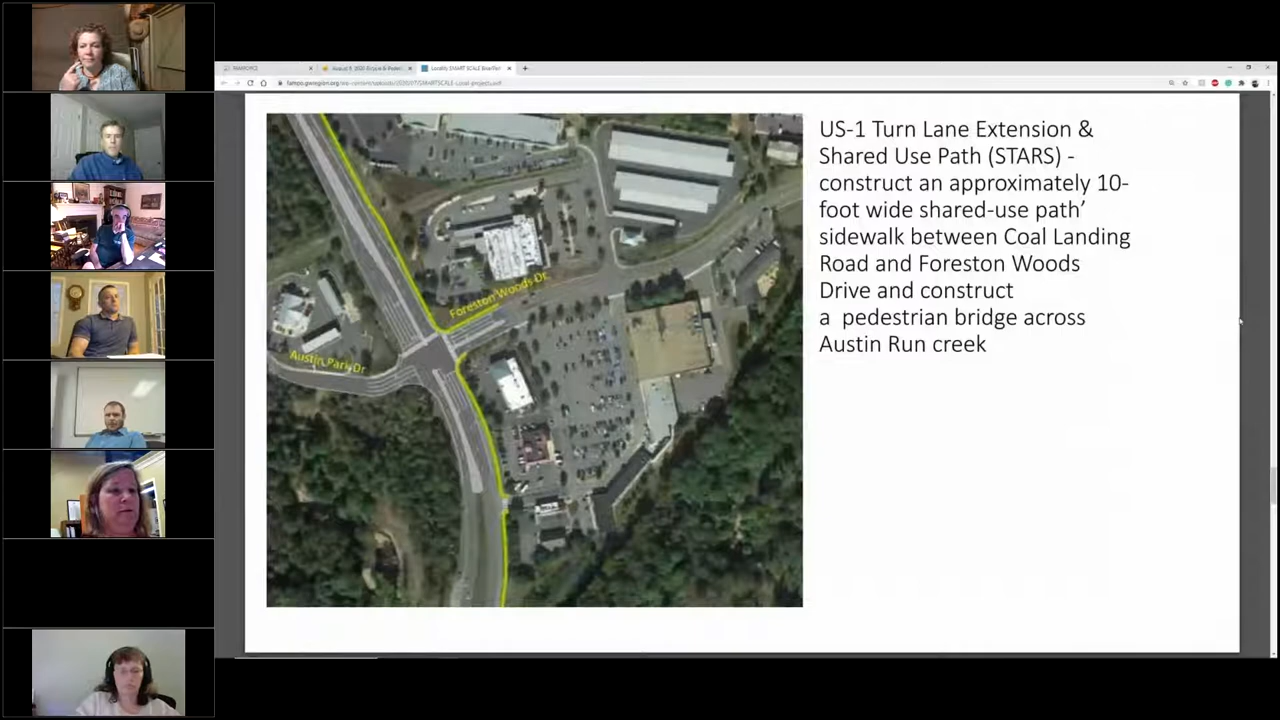 US-1 Turn Lane Extension &
Shared Use Path (STARS) -
construct an approximately 10-
foot wide shared-use path’
sidewalk between Coal Landing
Road and Foreston Woods
Drive and construct
a pedestrian bridge across
Austin Run creek
Foreston Woods Dr.
Austin Park Dr